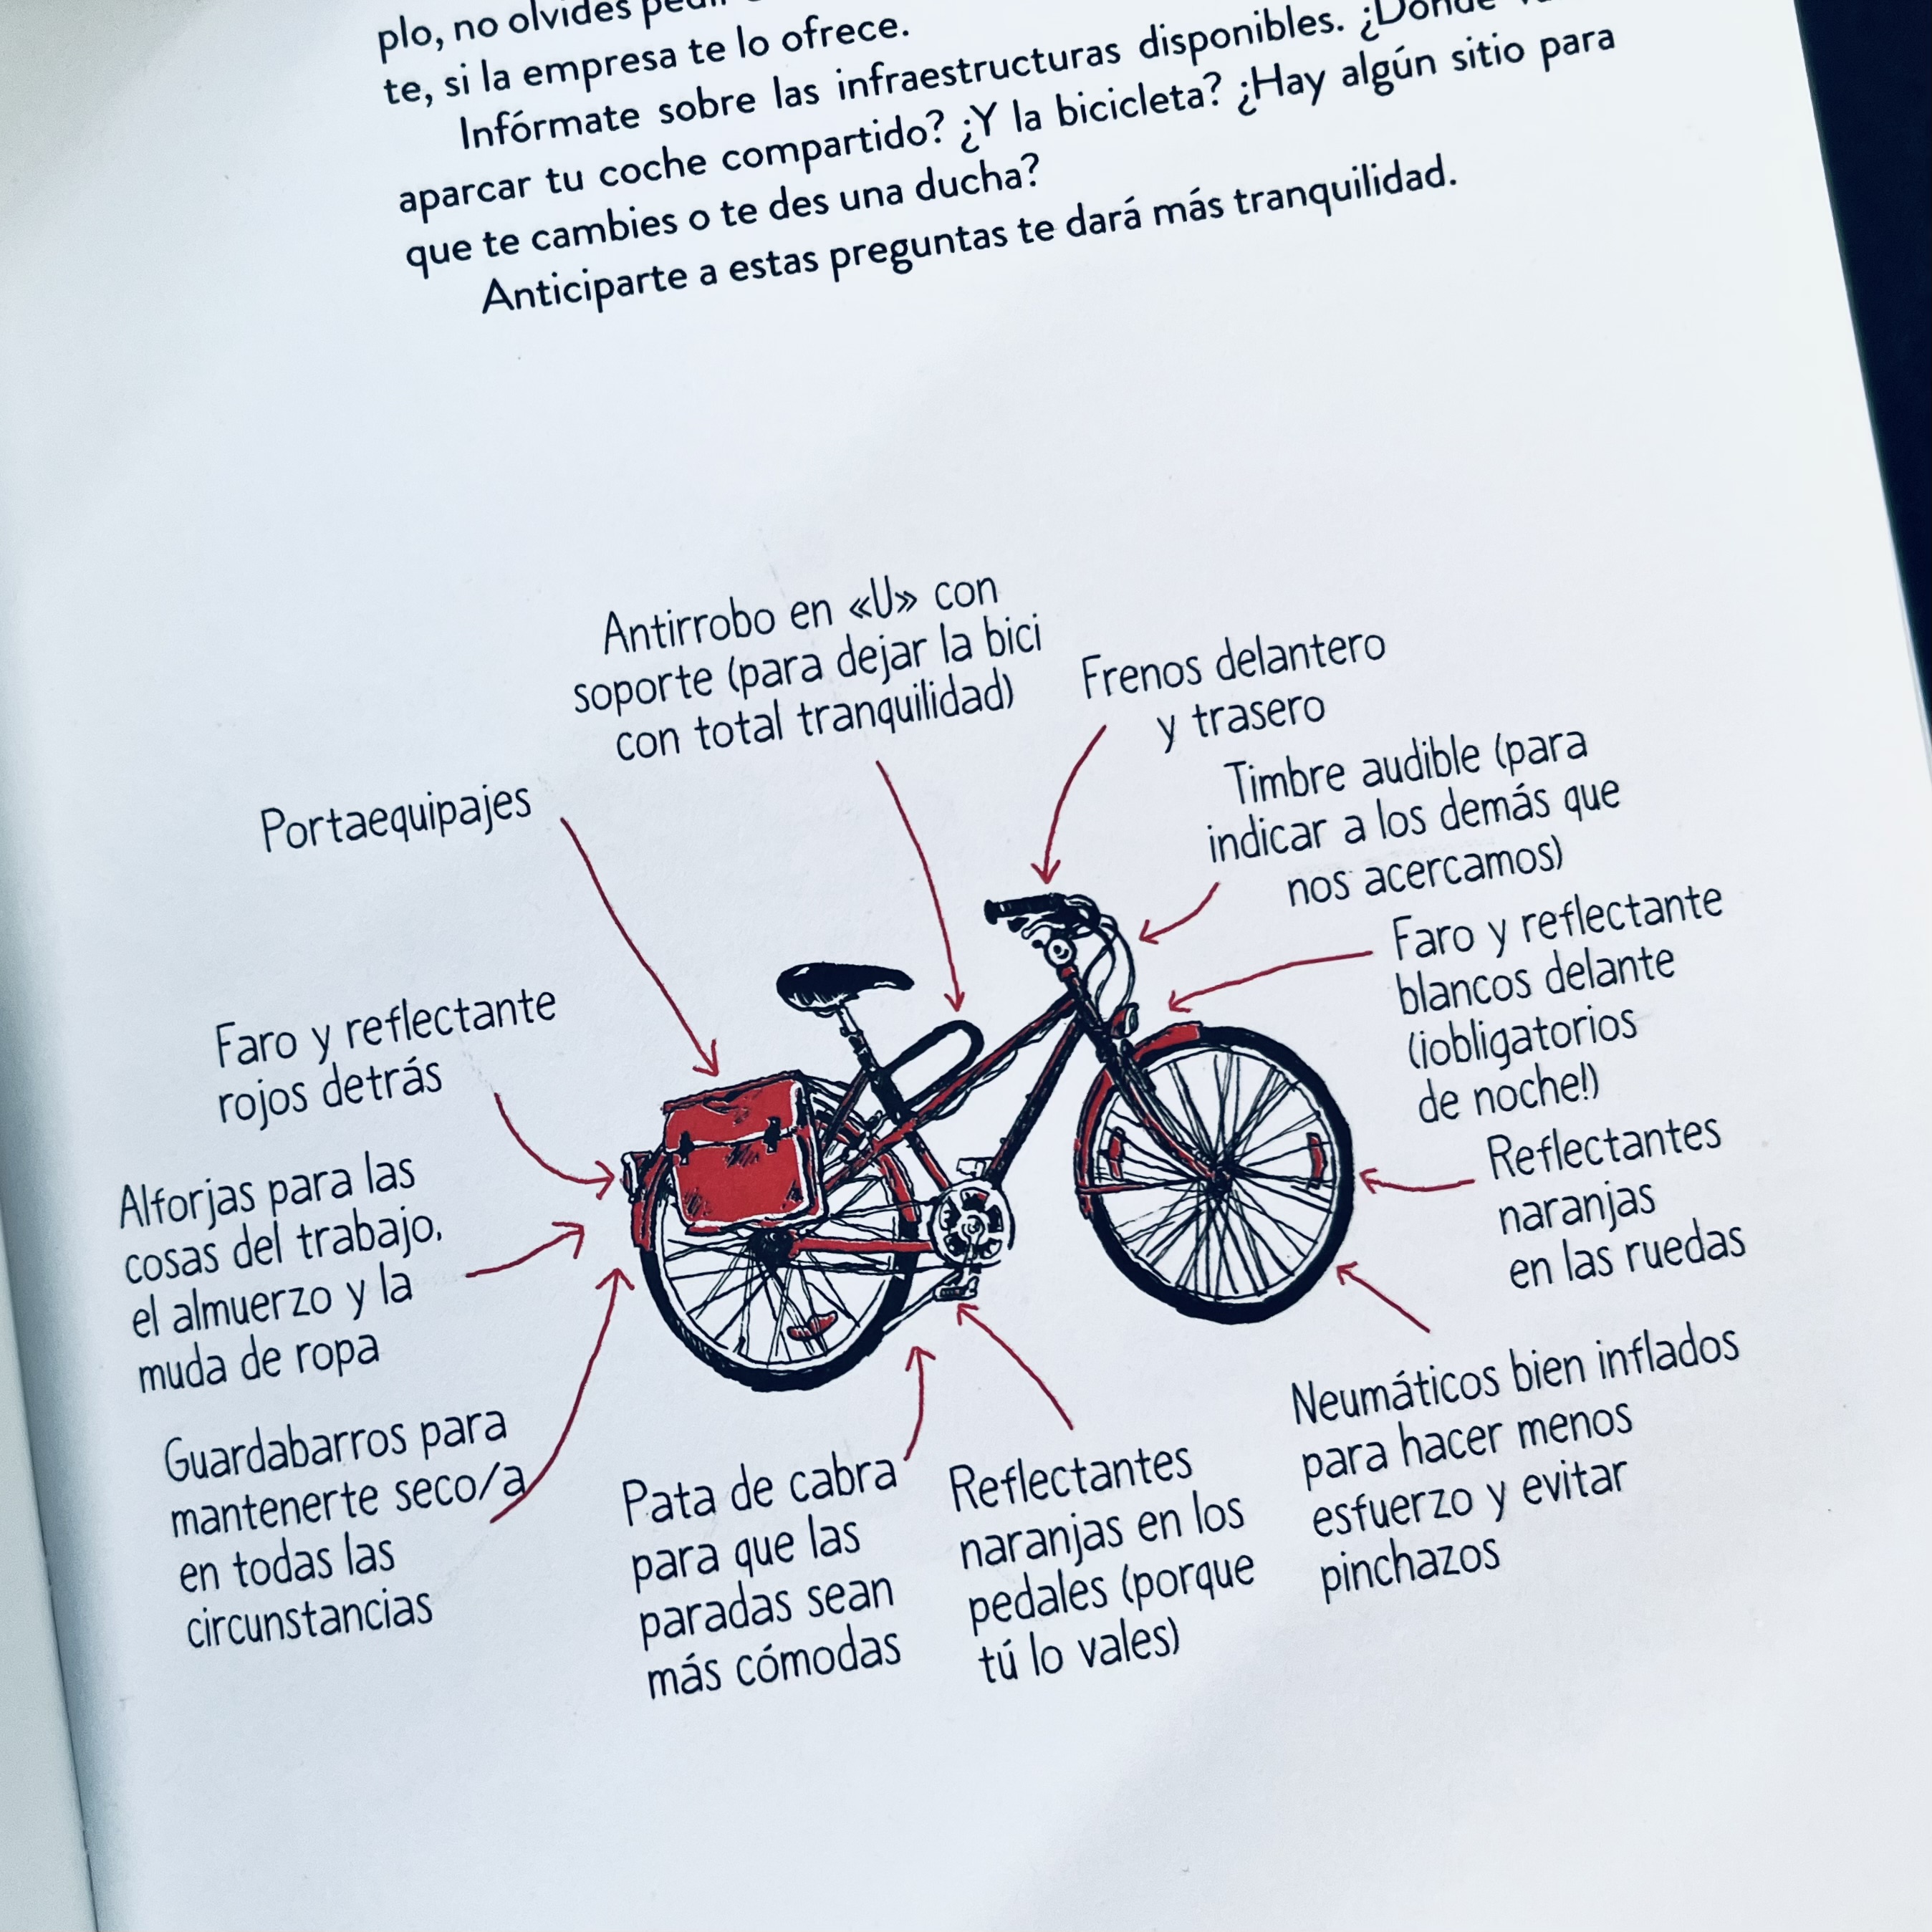 plo, no olvides
te, si la empresa te lo ofrece.
Infórmate sobre las infraestructuras disponibles. ¿Dónde
aparcar tu coche compartido? ¿Y la bicicleta? ¿Hay algún sitio para
que te cambies o te des una ducha?
Anticiparte a estas preguntas te dará más tranquilidad.
Antirrobo en «U» con
soporte (para dejar la bici
con total tranquilidad)
Frenos delantero
y trasero
Timbre audible (para
indicar a los demás que
nos acercamos)
Portaequipajes
Faro y reflectante
blancos delante
(¡obligatorios
de noche!)
Faro y reflectante
rojos detrás
Reflectantes
naranjas
en las ruedas
Alforjas para las
cosas del trabajo,
el almuerzo y la
muda de ropa
Neumáticos bien inflados
para hacer menos
esfuerzo y evitar
pinchazos
Guardabarros para
mantenerte seco/a
en todas las
circunstancias
Pata de cabra
para que las
paradas sean
más cómodas
Reflectantes
naranjas en los
pedales (porque
tú lo vales)